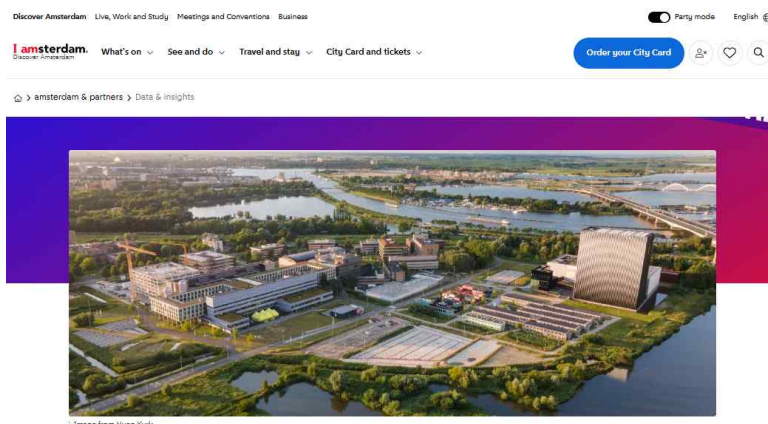 Discover Amsterdam Live, Work and Study Meetings and Conventions Business Party mode English
I amsterdam.
Discover Amsterdam
What's on See and do Travel and stay City Card and tickets Order your City Card
amsterdam & partners Data & insights